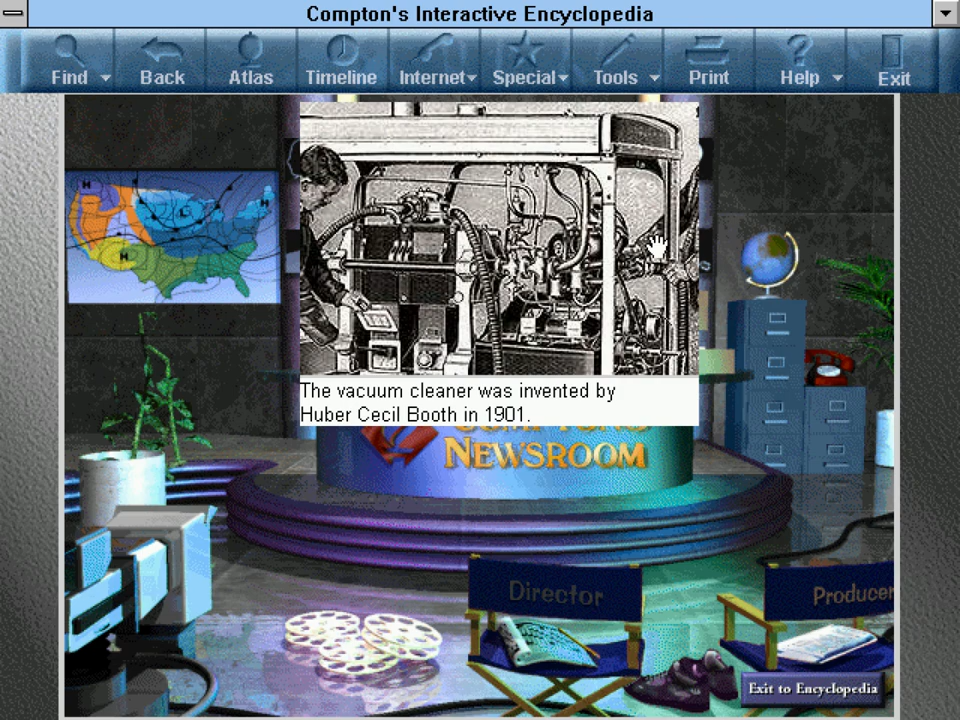 Compton's Interactive Encyclopedia
Find Back Atlas Timeline Internet Special Tools Print Help Exit
H
L
H
H
The vacuum cleaner was invented by
Huber Cecil Booth in 1901.
COMPTONS
NEWSROOM
Director
Producer
Exit to Encyclopedia